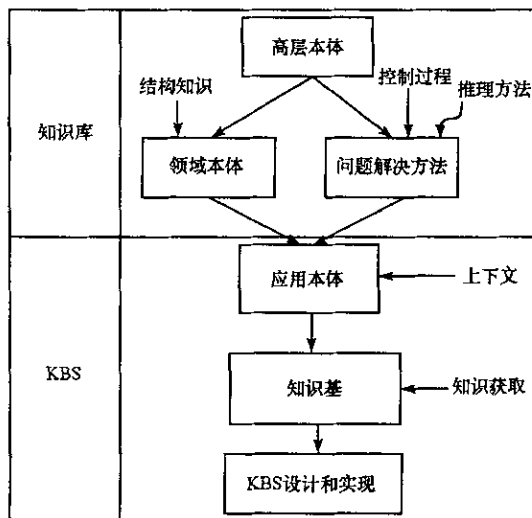 高层本体
结构知识
控制过程
推理方法
知识库
领域本体
问题解决方法
应用本体
上下文
KBS
知识基
知识获取
KBS设计和实现